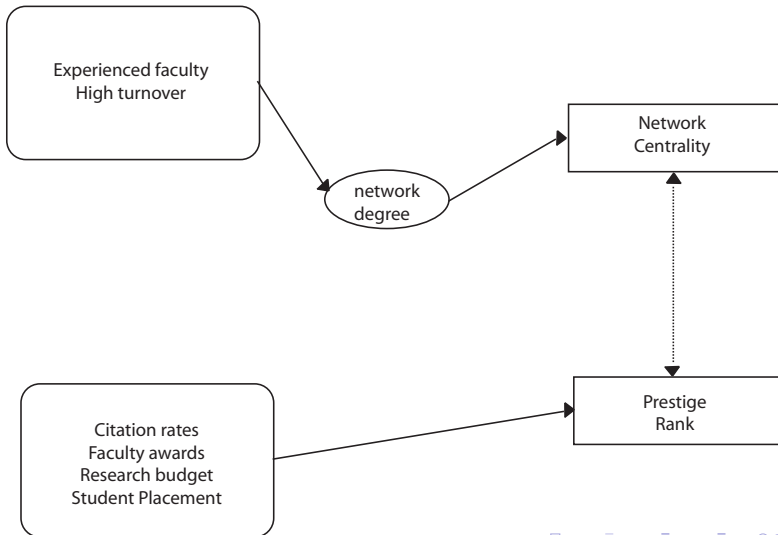 Experienced faculty
High turnover
Network
Centrality
network
degree
Citation rates
Faculty awards
Research budget
Student Placement
Prestige
Rank